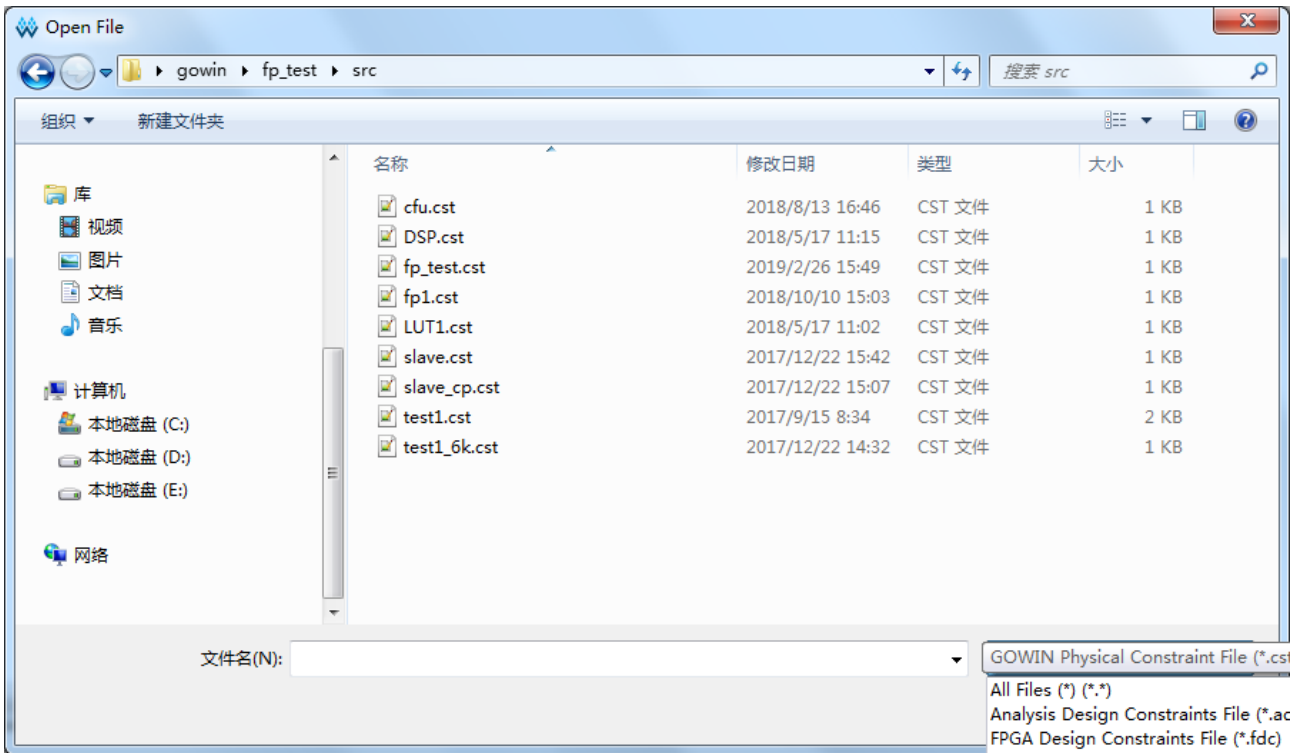 Open File
gowin fp_test src
搜索 src
组织 新建文件夹
名称 修改日期 类型 大小
库
视频
图片
文档
音乐
计算机
本地磁盘 (C:)
本地磁盘 (D:)
本地磁盘 (E:)
网络
cfu.cst 2018/8/13 16:46 CST 文件 1 KB
DSP.cst 2018/5/17 11:15 CST 文件 1 KB
fp_test.cst 2019/2/26 15:49 CST 文件 1 KB
fp1.cst 2018/10/10 15:03 CST 文件 1 KB
LUT1.cst 2018/5/17 11:02 CST 文件 1 KB
slave.cst 2017/12/22 15:42 CST 文件 1 KB
slave_cp.cst 2017/12/22 15:07 CST 文件 1 KB
test1.cst 2017/9/15 8:34 CST 文件 2 KB
test1_6k.cst 2017/12/22 14:32 CST 文件 1 KB
文件名(N):
GOWIN Physical Constraint File (*.cst
All Files (*) (*.*)
Analysis Design Constraints File (*.ac
FPGA Design Constraints File (*.fdc)